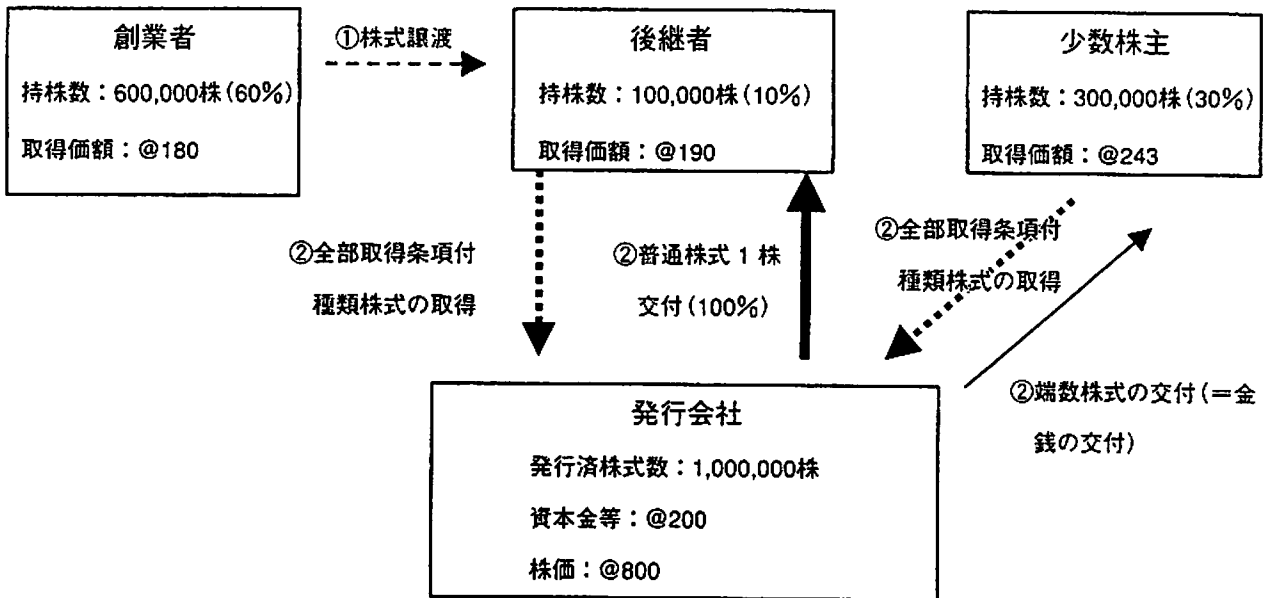 創業者
持株数：600,000株(60%)
取得価額：@180
①株式譲渡
後継者
持株数：100,000株(10%)
取得価額：@190
少数株主
持株数：300,000株(30%)
取得価額：@243
②全部取得条項付
種類株式の取得
②普通株式 1 株
交付(100%)
②全部取得条項付
種類株式の取得
②端数株式の交付(＝金
銭の交付)
発行会社
発行済株式数：1,000,000株
資本金等：@200
株価：@800